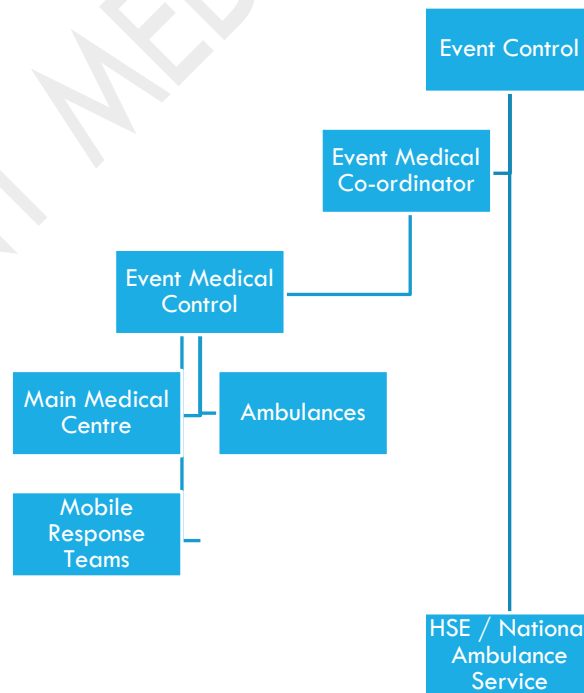 Event Control
Event Medical
Co-ordinator
Event Medical
Control
Main Medical
Centre
Ambulances
Mobile
Response
Teams
HSE / Nationa
Ambulance
Service